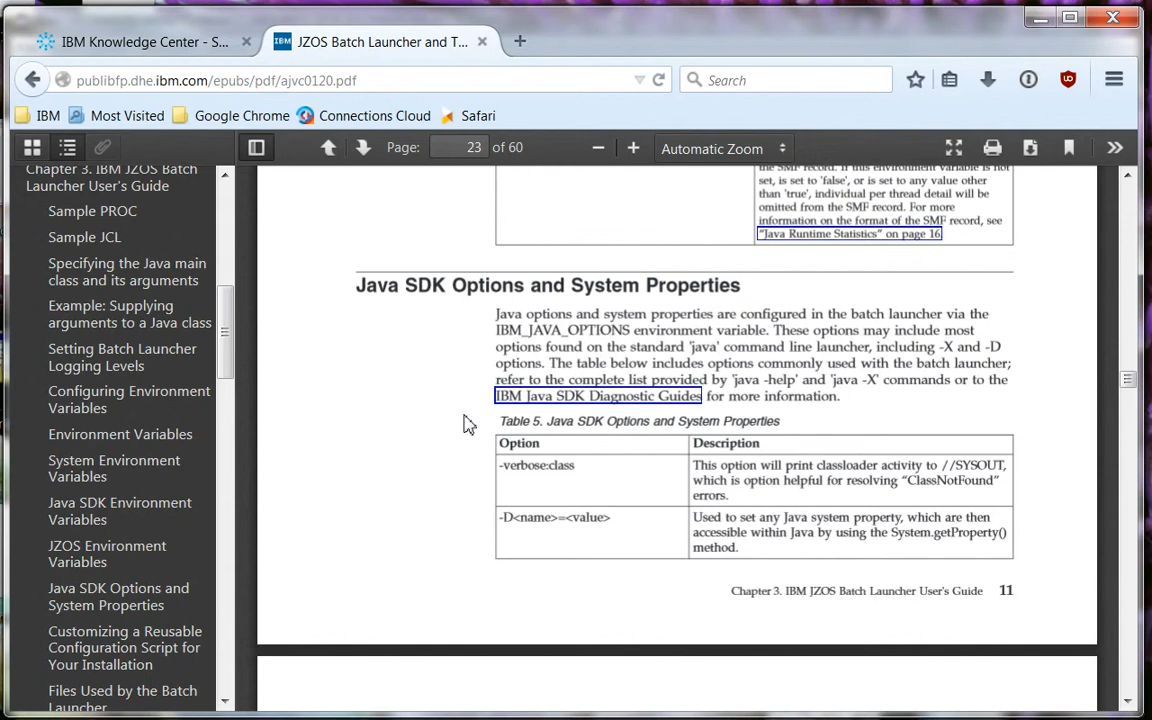 IBM Knowledge Center - S...
JZOS Batch Launcher and T...
publibfp.dhe.ibm.com/epubs/pdf/ajvc0120.pdf
Search
IBM
Most Visited
Google Chrome
Connections Cloud
Safari
Page:
23
of 60
Automatic Zoom
Chapter 3. IBM JZOS Batch
Launcher User's Guide
Sample PROC
Sample JCL
Specifying the Java main
class and its arguments
Example: Supplying
arguments to a Java class
Setting Batch Launcher
Logging Levels
Configuring Environment
Variables
Environment Variables
System Environment
Variables
Java SDK Environment
Variables
JZOS Environment
Variables
Java SDK Options and
System Properties
Customizing a Reusable
Configuration Script for
Your Installation
Files Used by the Batch
Launcher
the SMF record. If this environment variable is not
set, is set to 'false', or is set to any value other
than 'true', individual per thread detail will be
omitted from the SMF record. For more
information on the format of the SMF record, see
“Java Runtime Statistics” on page 16.
Java SDK Options and System Properties
Java options and system properties are configured in the batch launcher via the
IBM_JAVA_OPTIONS environment variable. These options may include most
options found on the standard 'java' command line launcher, including -X and -D
options. The table below includes options commonly used with the batch launcher;
refer to the complete list provided by 'java -help' and 'java -X' commands or to the
IBM Java SDK Diagnostic Guides for more information.
Table 5. Java SDK Options and System Properties
Option
Description
-verbose:class
This option will print classloader activity to //SYSOUT,
which is option helpful for resolving “ClassNotFound”
errors.
-D<name>=<value>
Used to set any Java system property, which are then
accessible within Java by using the System.getProperty()
method.
Chapter 3. IBM JZOS Batch Launcher User's Guide 11